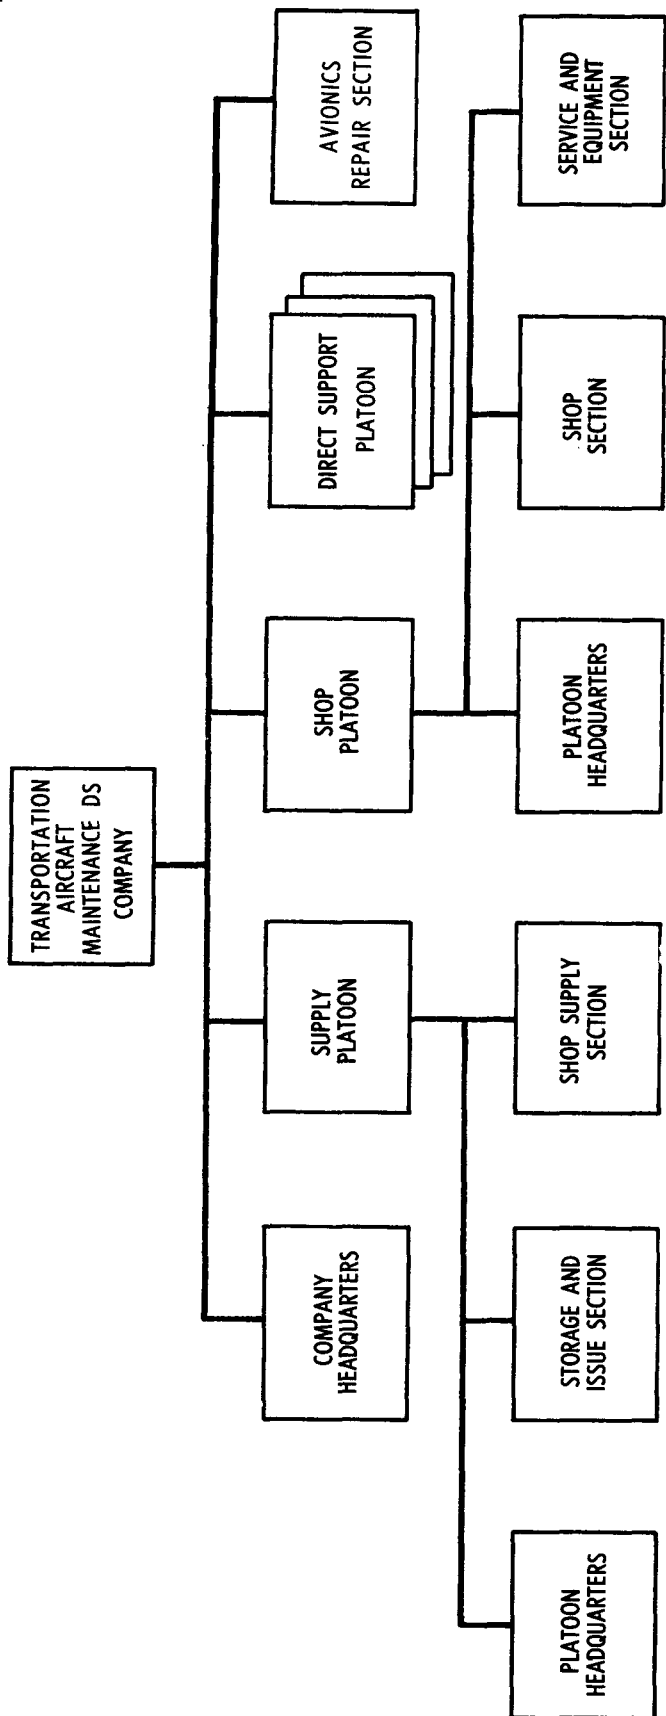 TRANSPORTATION
AIRCRAFT
MAINTENANCE DS
COMPANY
COMPANY
HEADQUARTERS
SUPPLY
PLATOON
SHOP
PLATOON
DIRECT SUPPORT
PLATOON
AVIONICS
REPAIR SECTION
PLATOON
HEADQUARTERS
STORAGE AND
ISSUE SECTION
SHOP SUPPLY
SECTION
PLATOON
HEADQUARTERS
SHOP
SECTION
SERVICE AND
EQUIPMENT
SECTION